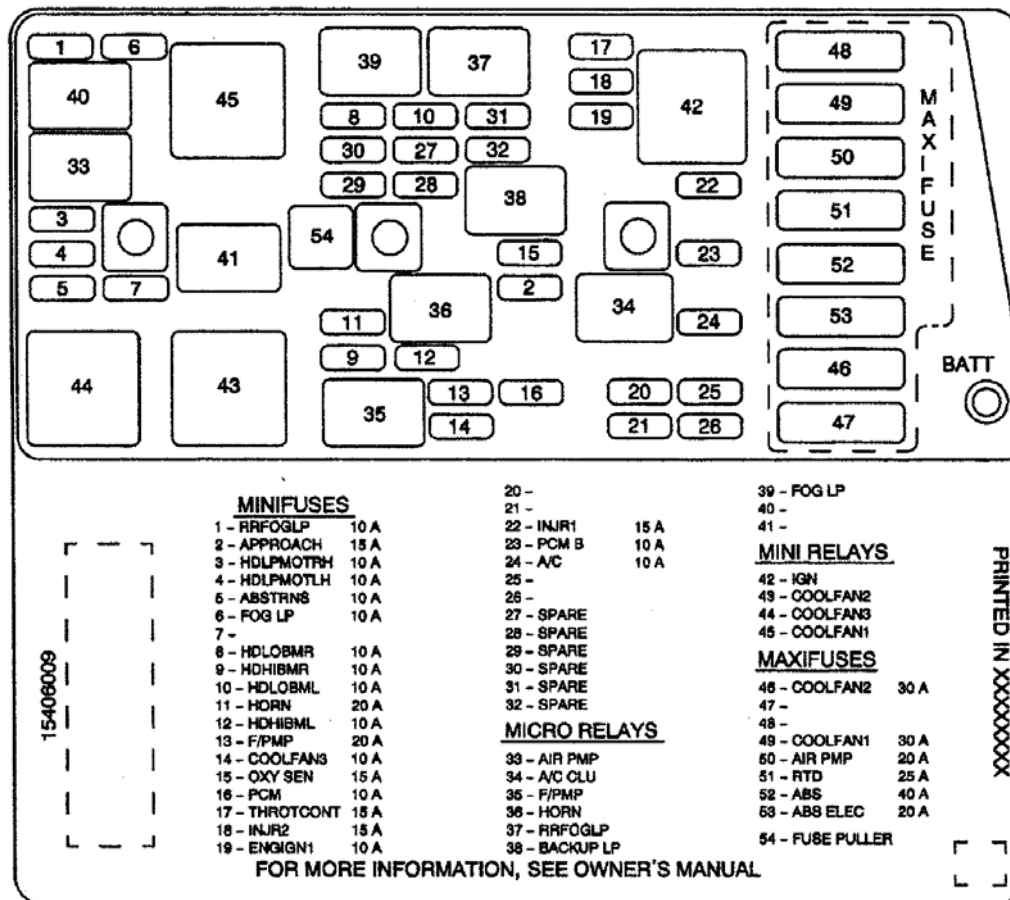 1 6 45 39 37 17 42 48
40 18 49
8 10 31 19
33 30 27 32 50
29 28 38 22
3 54 51
4 41 15 23 52
5 7 2
36 34 53
11 24
44 43 9 12 46
35 13 16 20 25
14 21 26 47
MAXIFUSE
BATT
MINIFUSES
1 - RRFOGLP 10 A
2 - APPROACH 15 A
3 - HDLPMOTRH 10 A
4 - HDLPMOTLH 10 A
5 - ABSTRNS 10 A
6 - FOG LP 10 A
7 -
8 - HDLOBMR 10 A
9 - HDHIBMR 10 A
10 - HDLOBML 10 A
11 - HORN 20 A
12 - HDHIBML 10 A
13 - F/PMP 20 A
14 - COOLFAN3 10 A
15 - OXY SEN 15 A
16 - PCM 10 A
17 - THROTCONT 15 A
18 - INJR2 15 A
19 - ENGIGN1 10 A
20 -
21 -
22 - INJR1 15 A
23 - PCM B 10 A
24 - A/C 10 A
25 -
26 -
27 - SPARE
28 - SPARE
29 - SPARE
30 - SPARE
31 - SPARE
32 - SPARE
MICRO RELAYS
33 - AIR PMP
34 - A/C CLU
35 - F/PMP
36 - HORN
37 - RRFOGLP
38 - BACKUP LP
39 - FOG LP
40 -
41 -
MINI RELAYS
42 - IGN
43 - COOLFAN2
44 - COOLFAN3
45 - COOLFAN1
MAXIFUSES
46 - COOLFAN2 30 A
47 -
48 -
49 - COOLFAN1 30 A
50 - AIR PMP 20 A
51 - RTD 25 A
52 - ABS 40 A
53 - ABS ELEC 20 A
54 - FUSE PULLER
15406009
PRINTED IN XXXXXXXX
FOR MORE INFORMATION, SEE OWNER'S MANUAL